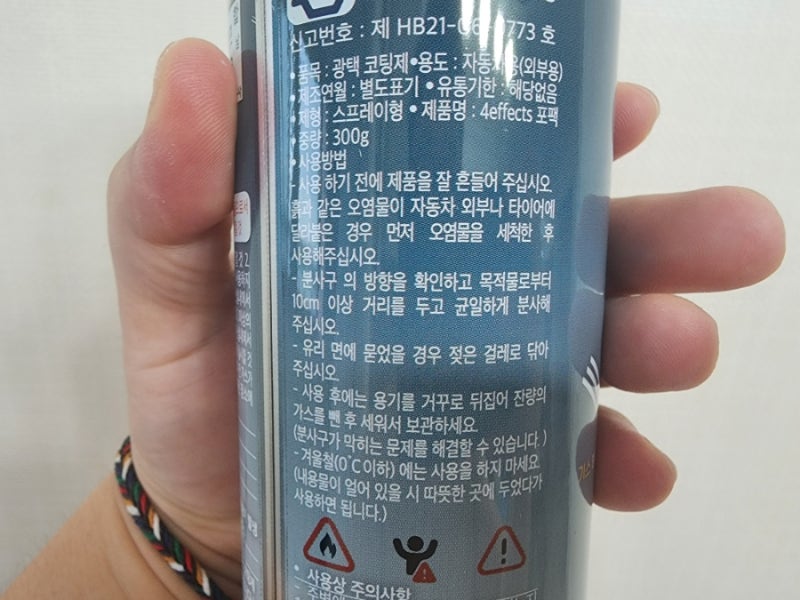 신고번호 : 제 HB21- 773 호
• 품목 : 광택 코팅제 • 용도 : 자동차용(외부용)
• 제조연월 : 별도표기 • 유통기한 : 해당없음
• 제형 : 스프레이형 • 제품명 : 4effects 포팩
• 중량 : 300g
• 사용방법
- 사용 하기 전에 제품을 잘 흔들어 주십시오.
흙과 같은 오염물이 자동차 외부나 타이어에
달라붙은 경우 먼저 오염물을 세척한 후
사용해주십시오.
- 분사구 의 방향을 확인하고 목적물로부터
10cm 이상 거리를 두고 균일하게 분사해
주십시오.
- 유리 면에 묻었을 경우 젖은 걸레로 닦아
주십시오.
- 사용 후에는 용기를 거꾸로 뒤집어 잔량의
가스를 뺀 후 세워서 보관하세요.
(분사구가 막히는 문제를 해결할 수 있습니다. )
- 겨울철(0˚C이하) 에는 사용을 하지 마세요.
(내용물이 얼어 있을 시 따뜻한 곳에 두었다가
사용하면 됩니다.)
• 사용상 주의사항